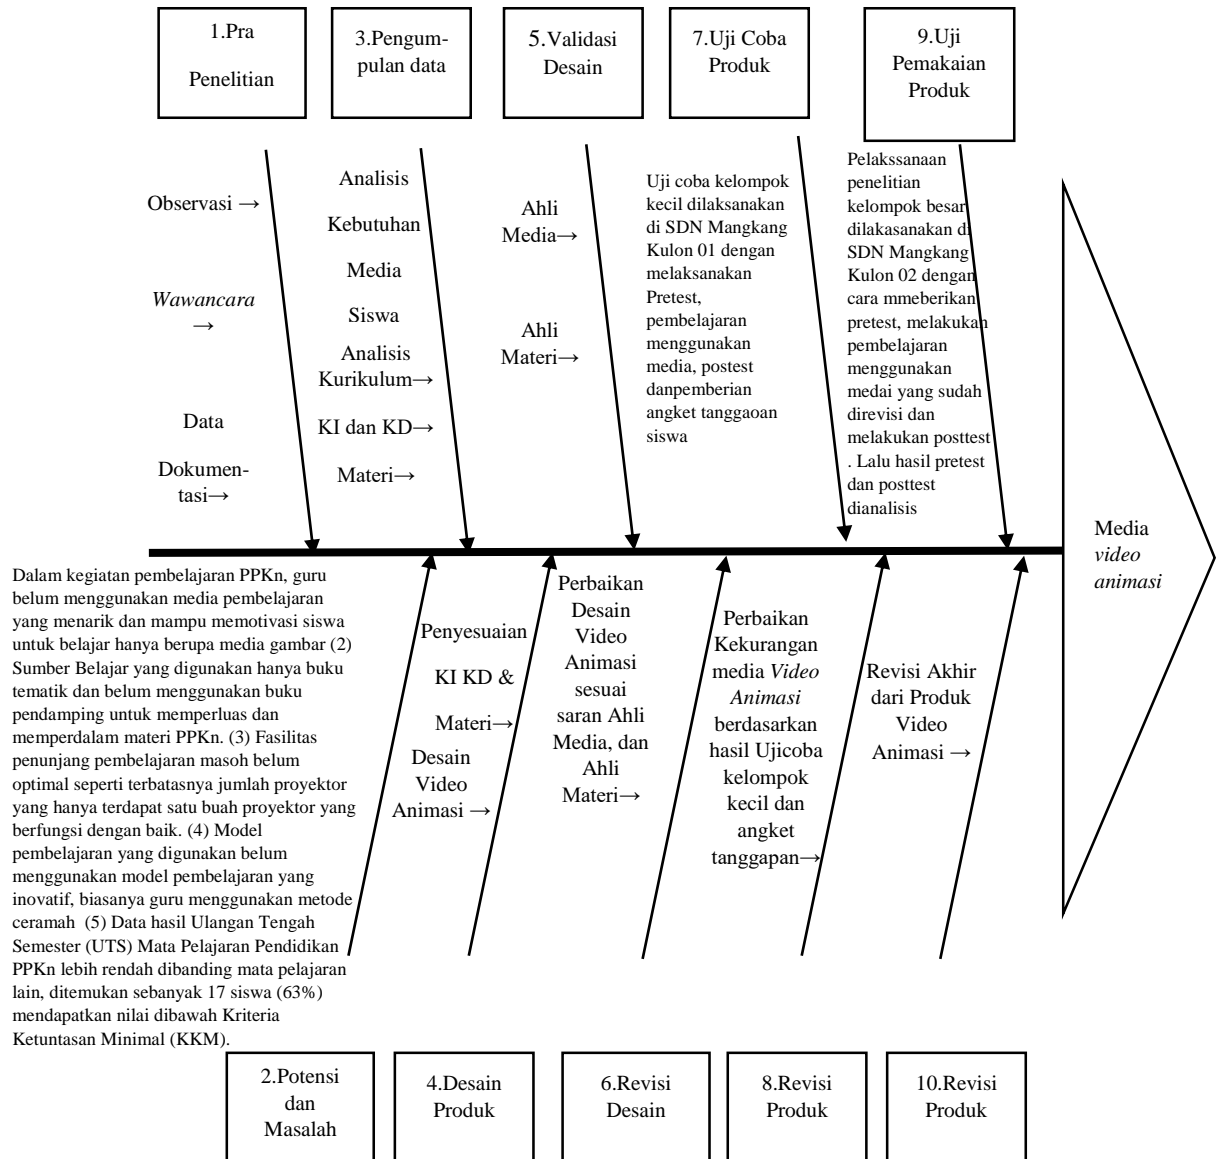 1.Pra
Penelitian
3.Pengum-
pulan data
5.Validasi
Desain
7.Uji Coba
Produk
9.Uji
Pemakaian
Produk
Observasi →
Wawancara
→
Data
Dokumen-
tasi→
Analisis
Kebutuhan
Media
Siswa
Analisis
Kurikulum→
KI dan KD→
Materi→
Ahli
Media→
Ahli
Materi→
Uji coba kelompok
kecil dilaksanakan
di SDN Mangkang
Kulon 01 dengan
melaksanakan
Pretest,
pembelajaran
menggunakan
media, postest
danpemberian
angket tanggaoan
siswa
Pelakssanaan
penelitian
kelompok besar
dilakasanakan di
SDN Mangkang
Kulon 02 dengan
cara mmeberikan
pretest, melakukan
pembelajaran
menggunakan
medai yang sudah
direvisi dan
melakukan posttest
. Lalu hasil pretest
dan posttest
dianalisis
Media
video
animasi
Dalam kegiatan pembelajaran PPKn, guru
belum menggunakan media pembelajaran
yang menarik dan mampu memotivasi siswa
untuk belajar hanya berupa media gambar (2)
Sumber Belajar yang digunakan hanya buku
tematik dan belum menggunakan buku
pendamping untuk memperluas dan
memperdalam materi PPKn. (3) Fasilitas
penunjang pembelajaran masoh belum
optimal seperti terbatasnya jumlah proyektor
yang hanya terdapat satu buah proyektor yang
berfungsi dengan baik. (4) Model
pembelajaran yang digunakan belum
menggunakan model pembelajaran yang
inovatif, biasanya guru menggunakan metode
ceramah (5) Data hasil Ulangan Tengah
Semester (UTS) Mata Pelajaran Pendidikan
PPKn lebih rendah dibanding mata pelajaran
lain, ditemukan sebanyak 17 siswa (63%)
mendapatkan nilai dibawah Kriteria
Ketuntasan Minimal (KKM).
Penyesuaian
KI KD &
Materi→
Desain
Video
Animasi →
Perbaikan
Desain
Video
Animasi
sesuai
saran Ahli
Media, dan
Ahli
Materi→
Perbaikan
Kekurangan
media Video
Animasi
berdasarkan
hasil Ujicoba
kelompok
kecil dan
angket
tanggapan→
Revisi Akhir
dari Produk
Video
Animasi →
2.Potensi
dan
Masalah
4.Desain
Produk
6.Revisi
Desain
8.Revisi
Produk
10.Revisi
Produk